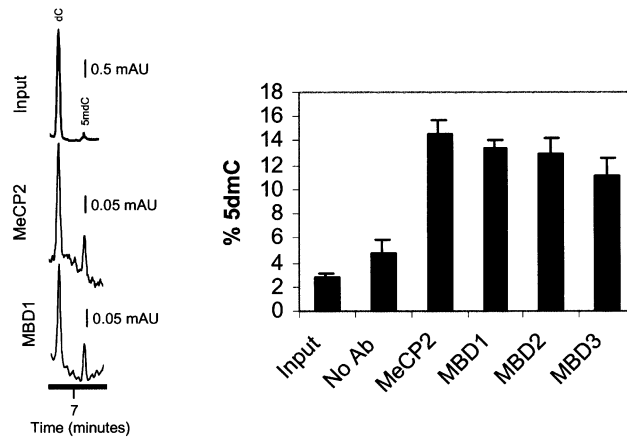 dC
5mdC
Input
0.5 mAU
MeCP2
0.05 mAU
MBD1
0.05 mAU
7
Time (minutes)
% 5dmC
18
16
14
12
10
8
6
4
2
0
Input
No Ab
MeCP2
MBD1
MBD2
MBD3